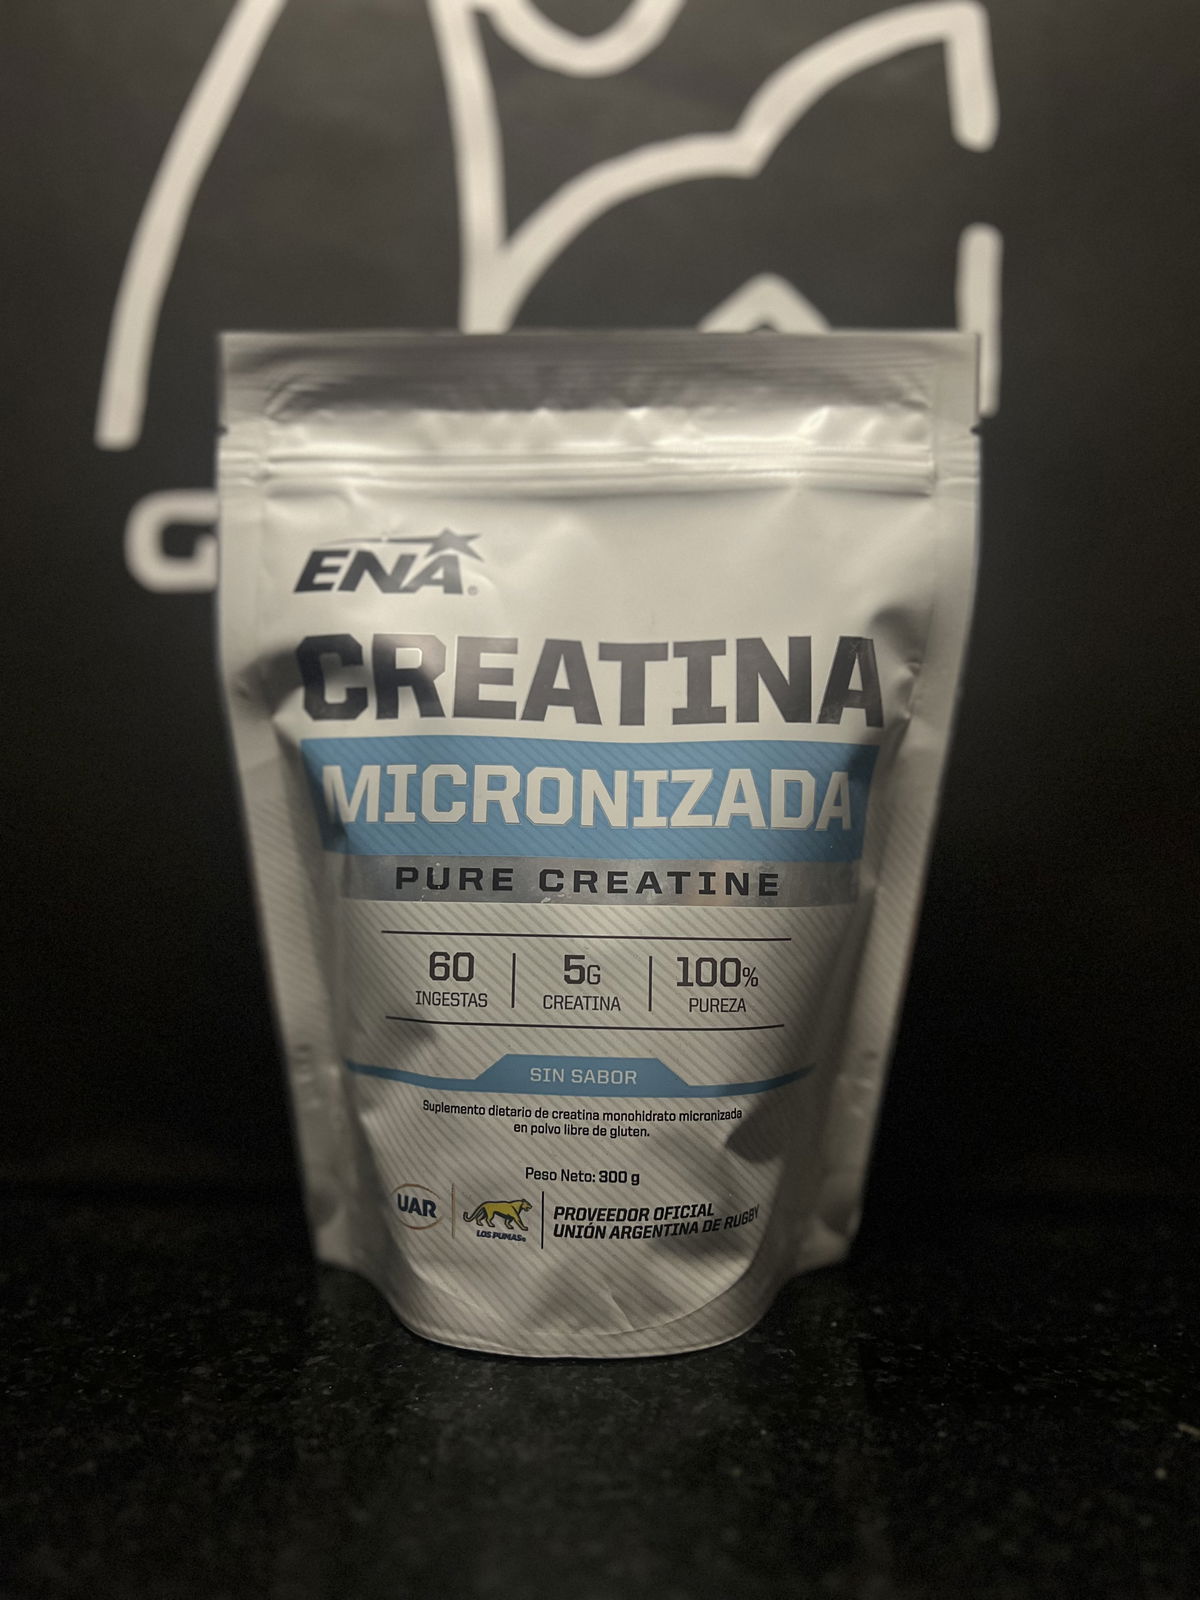 G
ENA
CREATINA
MICRONIZADA
PURE CREATINE
60 5G 100%
INGESTAS CREATINA PUREZA
SIN SABOR
Suplemento dietario de creatina monohidrato micronizada
en polvo libre de gluten.
Peso Neto: 300 g
UAR
LOS PUMAS
PROVEEDOR OFICIAL
UNIÓN ARGENTINA DE RUGBY